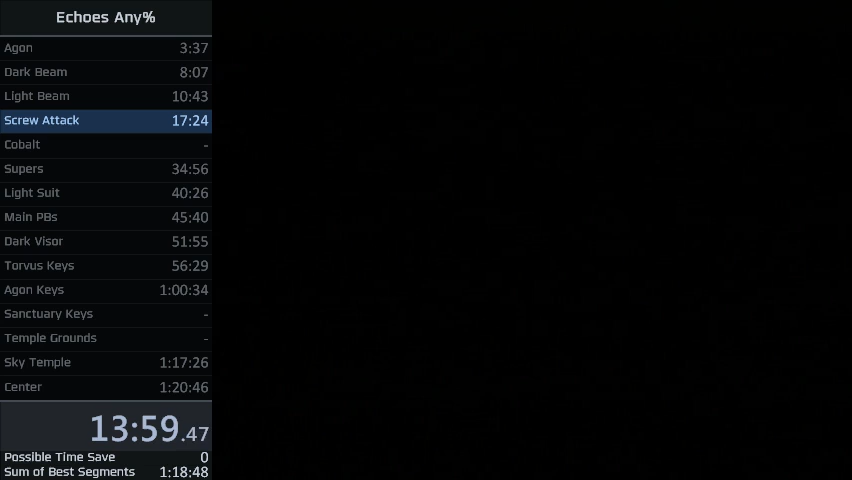 Echoes Any%
Agon 3:37
Dark Beam 8:07
Light Beam 10:43
Screw Attack 17:24
Cobalt -
Supers 34:56
Light Suit 40:26
Main PBs 45:40
Dark Visor 51:55
Torvus Keys 56:29
Agon Keys 1:00:34
Sanctuary Keys -
Temple Grounds -
Sky Temple 1:17:26
Center 1:20:46
13:59.47
Possible Time Save 0
Sum of Best Segments 1:18:48